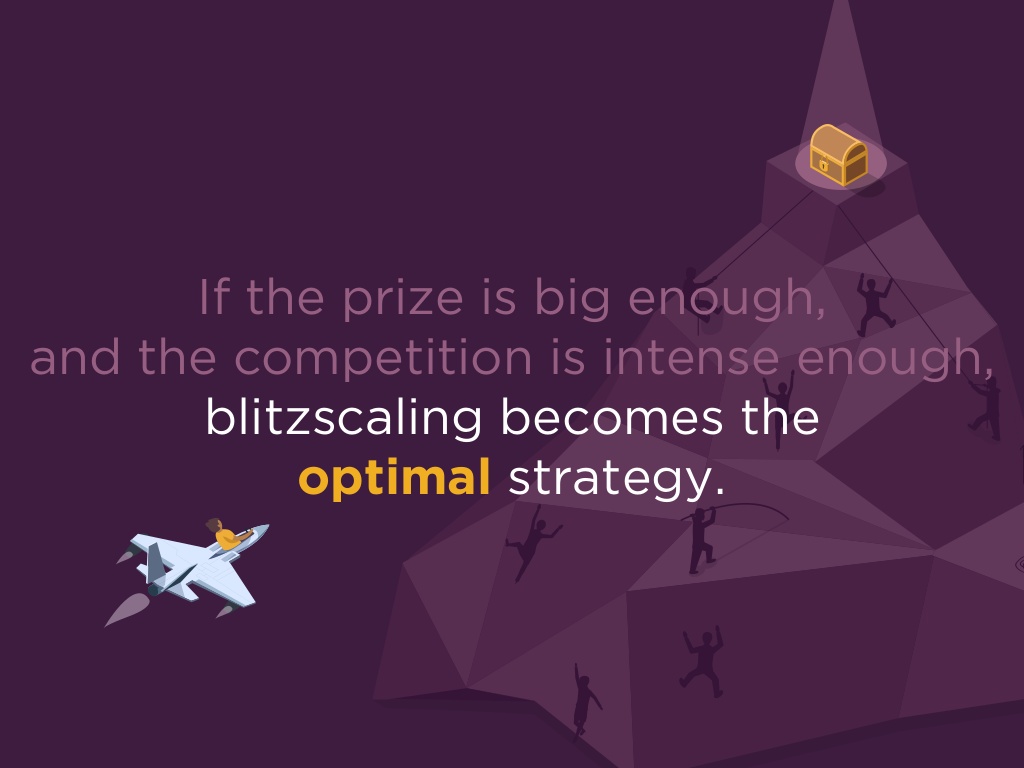 If the prize is big enough,
and the competition is intense enough,
blitzscaling becomes the
optimal strategy.